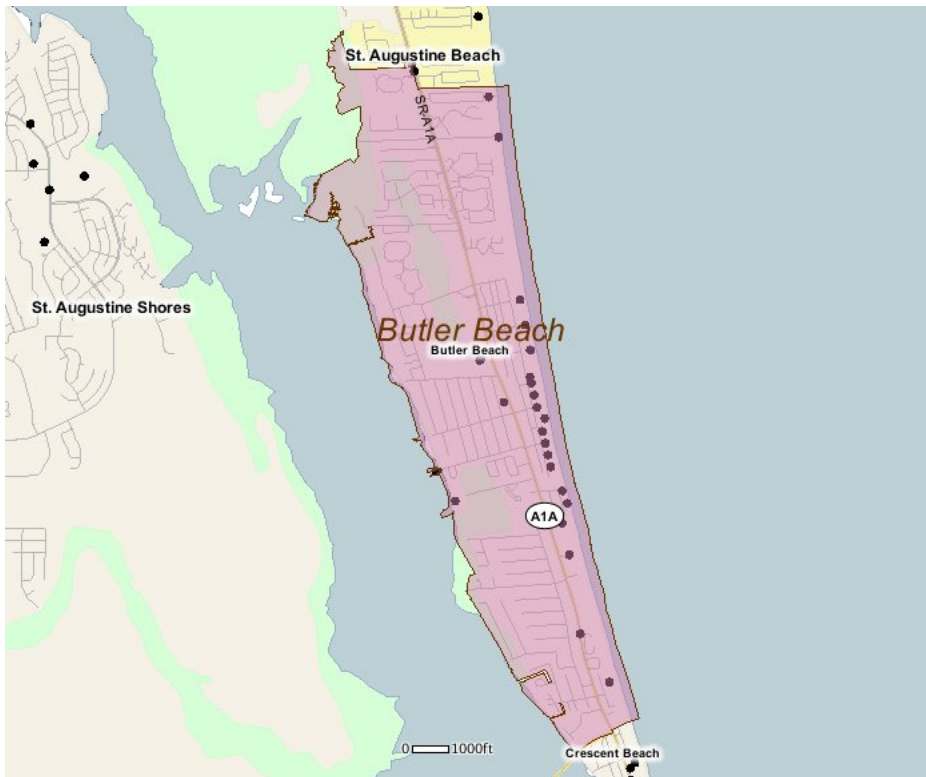 St. Augustine Beach
SR-A1A
St. Augustine Shores
Butler Beach
Butler Beach
A1A
0 1000ft
Crescent Beach